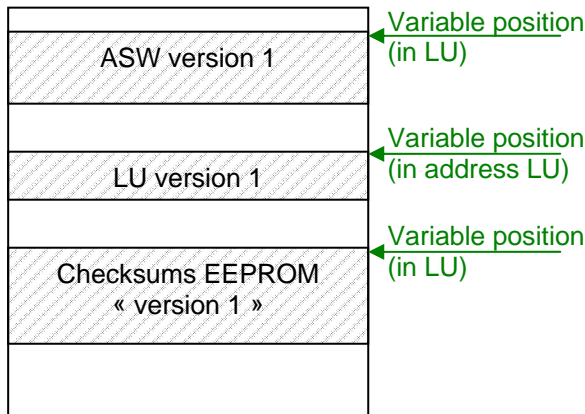 Variable position
(in LU)
ASW version 1
Variable position
(in address LU)
LU version 1
Variable position
(in LU)
Checksums EEPROM
« version 1 »